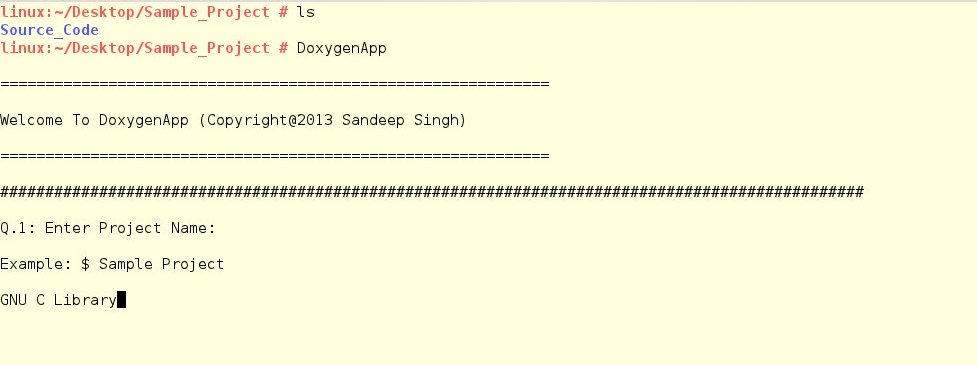 linux:~/Desktop/Sample_Project # ls
Source_Code
linux:~/Desktop/Sample_Project # DoxygenApp
=============================================================
Welcome To DoxygenApp (Copyright@2013 Sandeep Singh)
=============================================================
################################################################################################
Q.1: Enter Project Name:
Example: $ Sample Project
GNU C Library